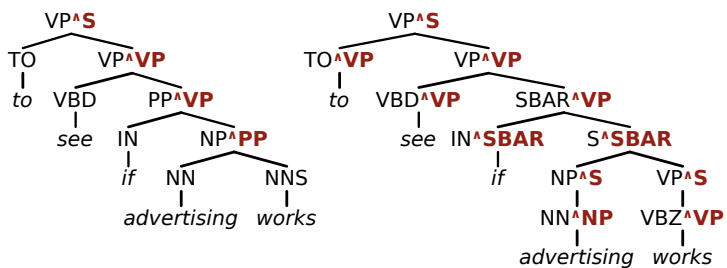 VP^S VP^S
TO VP^VP TO^VP VP^VP
to VBD PP^VP to VBD^VP SBAR^VP
see IN NP^PP see IN^SBAR S^SBAR
if NN NNS if NP^S VP^S
advertising works NN^NP VBZ^VP
advertising works